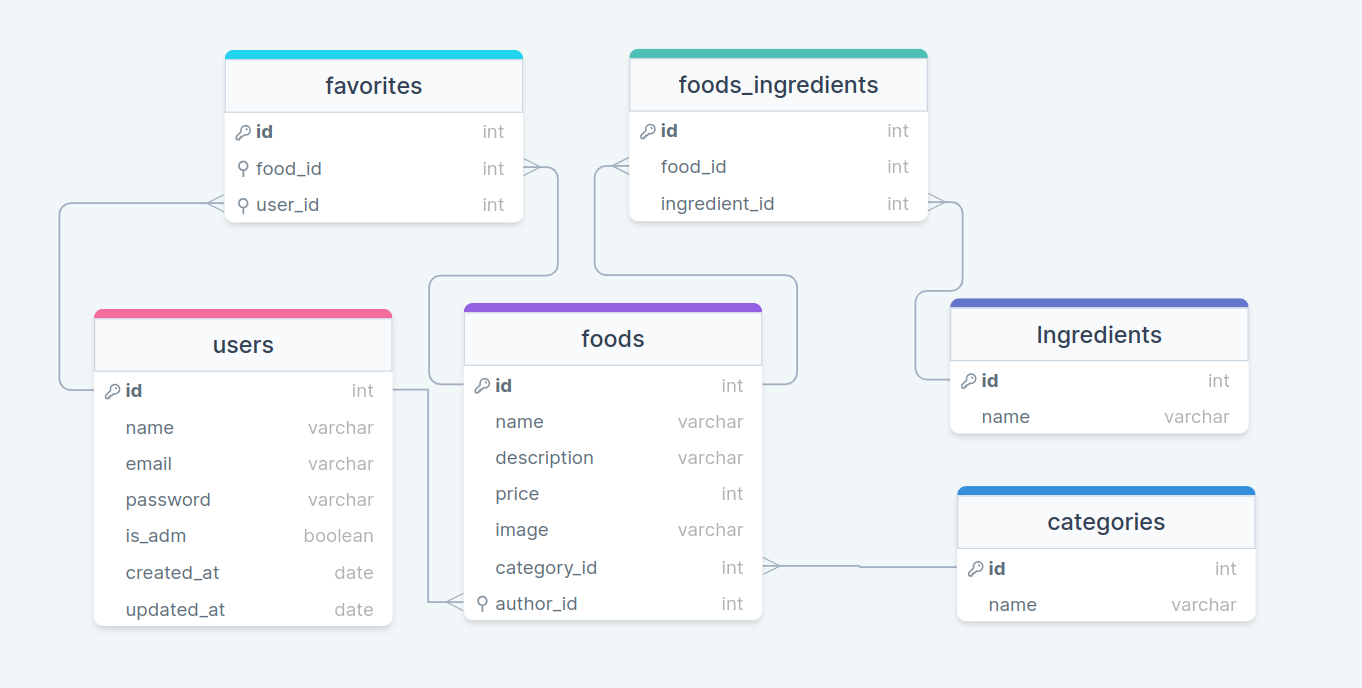 favorites
id int
food_id int
user_id int
foods_ingredients
id int
food_id int
ingredient_id int
users
id int
name varchar
email varchar
password varchar
is_adm boolean
created_at date
updated_at date
foods
id int
name varchar
description varchar
price int
image varchar
category_id int
author_id int
Ingredients
id int
name varchar
categories
id int
name varchar